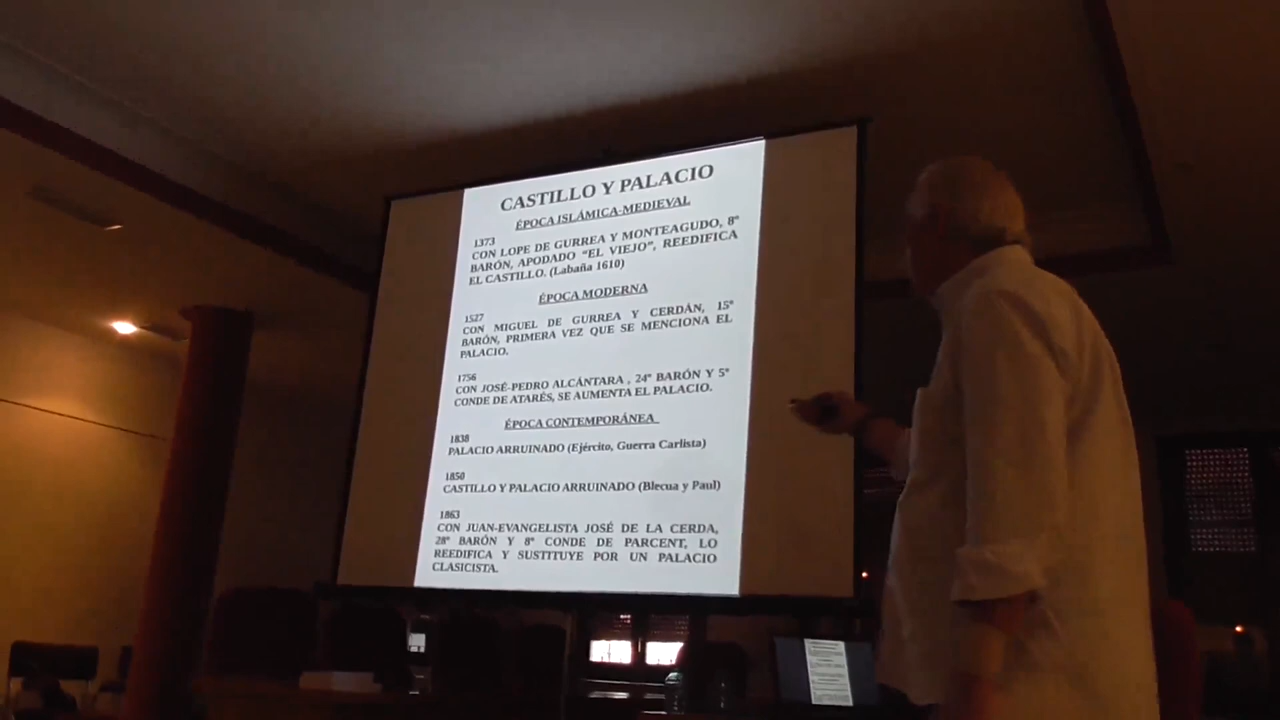 CASTILLO Y PALACIO
ÉPOCA ISLÁMICA-MEDIEVAL
1373
CON LOPE DE GURREA Y MONTEAGUDO, 8º
BARÓN, APODADO “EL VIEJO”, REEDIFICA
EL CASTILLO. (Labaña 1610)
ÉPOCA MODERNA
1527
CON MIGUEL DE GURREA Y CERDÁN, 15º
BARÓN, PRIMERA VEZ QUE SE MENCIONA EL
PALACIO.
1756
CON JOSÉ-PEDRO ALCÁNTARA , 24º BARÓN Y 5º
CONDE DE ATARÉS, SE AUMENTA EL PALACIO.
ÉPOCA CONTEMPORÁNEA
1838
PALACIO ARRUINADO (Ejército, Guerra Carlista)
1850
CASTILLO Y PALACIO ARRUINADO (Blecua y Paul)
1863
CON JUAN-EVANGELISTA JOSÉ DE LA CERDA,
28º BARÓN Y 8º CONDE DE PARCENT, LO
REEDIFICA Y SUSTITUYE POR UN PALACIO
CLASICISTA.